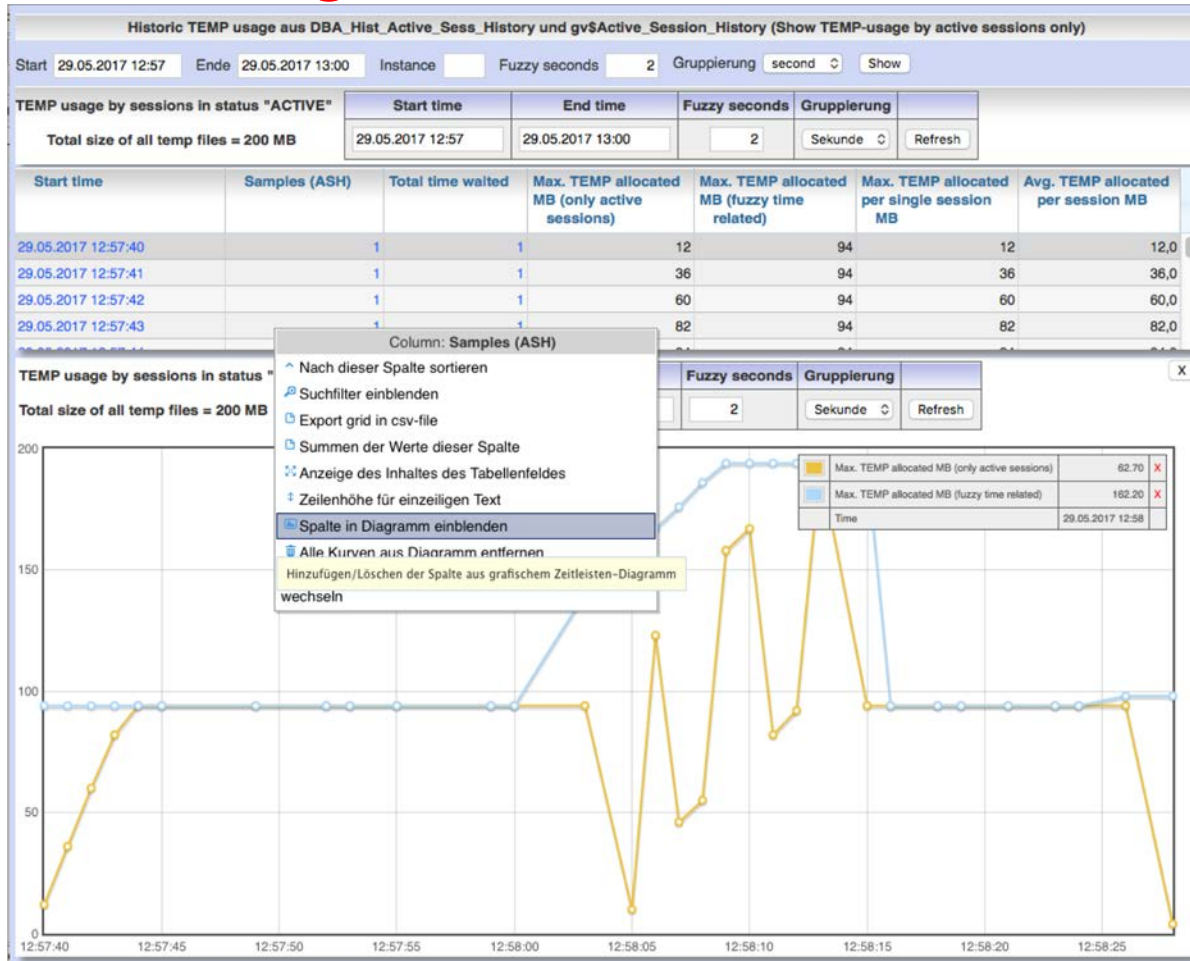 Historic TEMP usage aus DBA_Hist_Active_Sess_History und gv$Active_Session_History (Show TEMP-usage by active sessions only)
Start 29.05.2017 12:57 Ende 29.05.2017 13:00 Instance Fuzzy seconds 2 Gruppierung second Show
TEMP usage by sessions in status "ACTIVE" Start time End time Fuzzy seconds Gruppierung
Total size of all temp files = 200 MB 29.05.2017 12:57 29.05.2017 13:00 2 Sekunde Refresh
Start time Samples (ASH) Total time waited Max. TEMP allocated MB (only active sessions) Max. TEMP allocated MB (fuzzy time related) Max. TEMP allocated per single session MB Avg. TEMP allocated per session MB
29.05.2017 12:57:40 1 1 12 94 12 12,0
29.05.2017 12:57:41 1 1 36 94 36 36,0
29.05.2017 12:57:42 1 1 60 94 60 60,0
29.05.2017 12:57:43 1 1 82 94 82 82,0
Column: Samples (ASH)
Nach dieser Spalte sortieren
Suchfilter einblenden
Export grid in csv-file
Summen der Werte dieser Spalte
Anzeige des Inhaltes des Tabellenfeldes
Zeilenhöhe für einzeiligen Text
Spalte in Diagramm einblenden
Alle Kurven aus Diagramm entfernen
Hinzufügen/Löschen der Spalte aus grafischem Zeitleisten-Diagramm
wechseln
TEMP usage by sessions in status " Fuzzy seconds Gruppierung X
Total size of all temp files = 200 MB 2 Sekunde Refresh
Max. TEMP allocated MB (only active sessions) 62.70 X
Max. TEMP allocated MB (fuzzy time related) 162.20 X
Time 29.05.2017 12:58
200
150
100
50
0
12:57:40 12:57:45 12:57:50 12:57:55 12:58:00 12:58:05 12:58:10 12:58:15 12:58:20 12:58:25